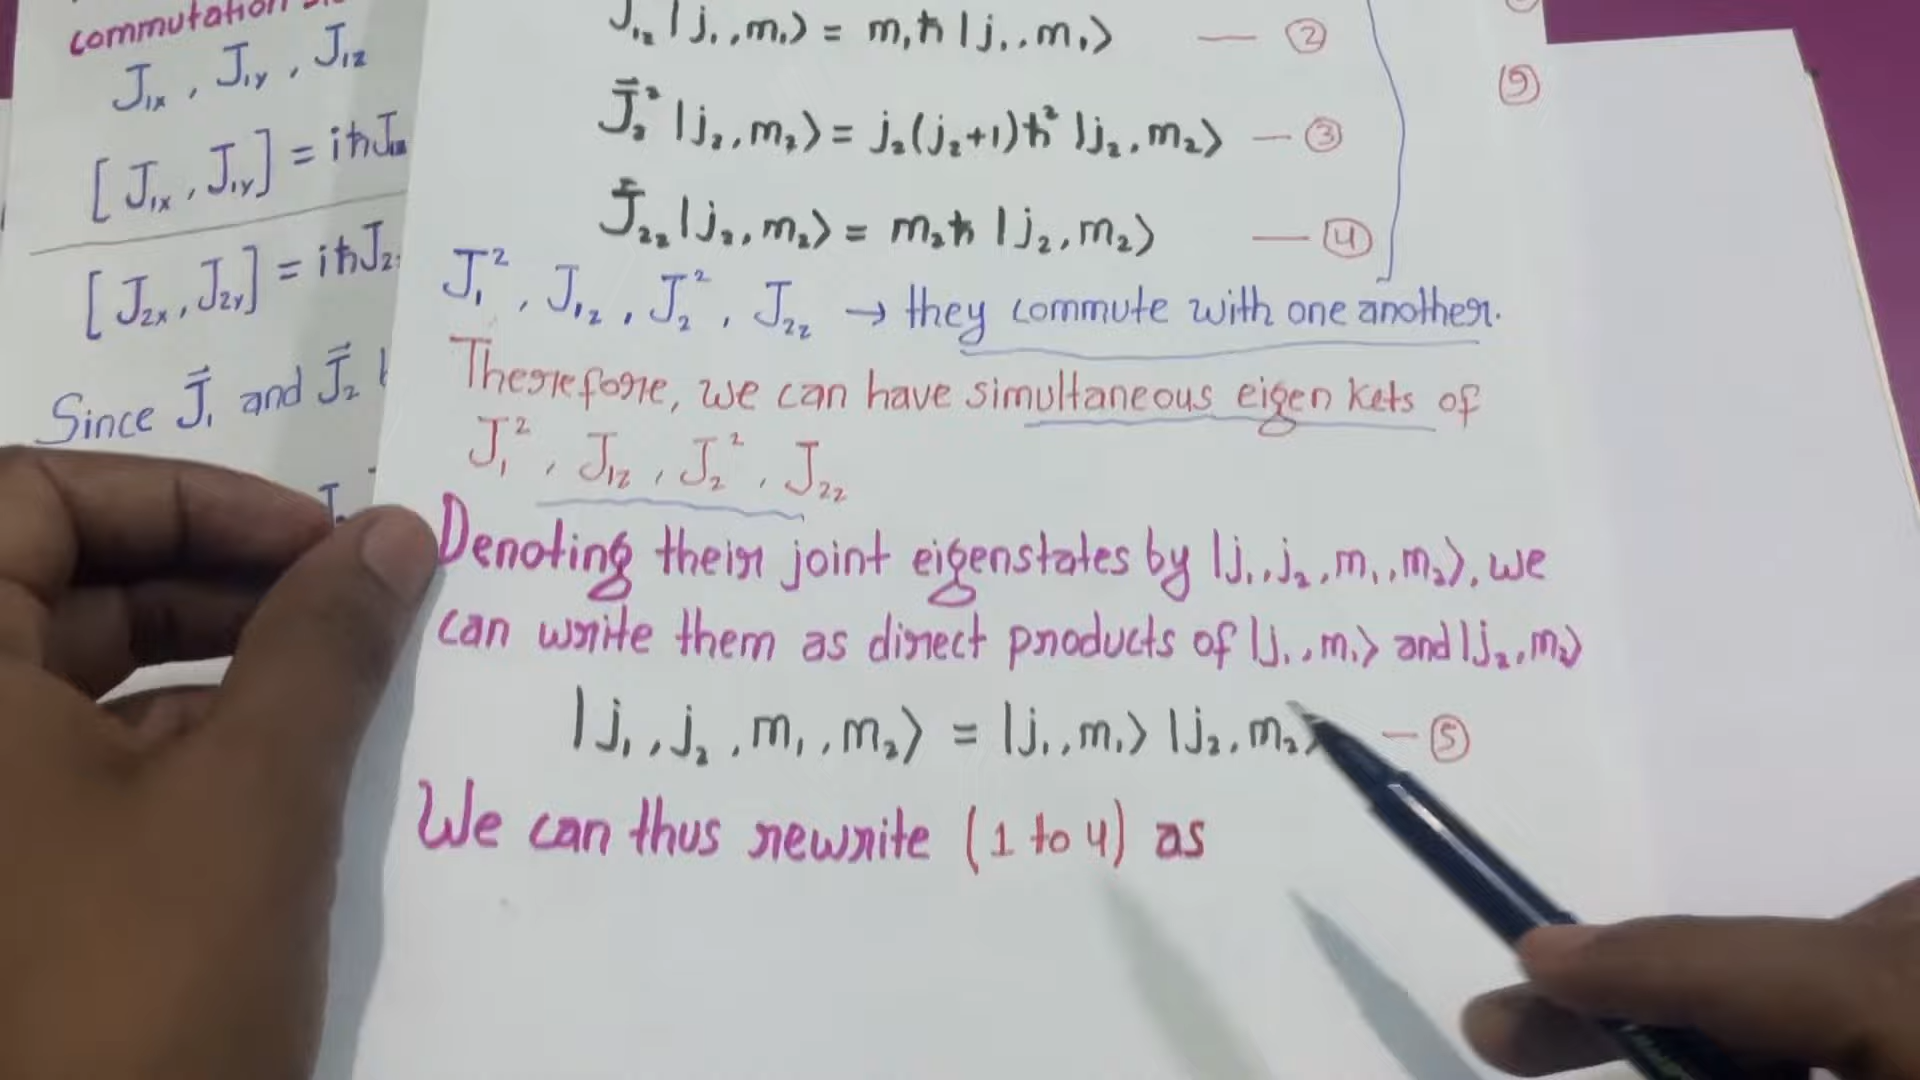 commutation
J₁ₓ , J₁ᵧ , J₁z
[J₁ₓ , J₁ᵧ] = iħJ₁z
[J₂ₓ , J₂ᵧ] = iħJ₂
Since J⃗₁ and J⃗₂
J₁z |j₁, m₁⟩ = m₁ħ |j₁, m₁⟩ — ②
J⃗₂² |j₂, m₂⟩ = j₂(j₂+1)ħ² |j₂, m₂⟩ — ③
J⃗₂z |j₂, m₂⟩ = m₂ħ |j₂, m₂⟩ — ④
J₁² , J₁z , J₂² , J₂z → they commute with one another.
Therefore, we can have simultaneous eigen kets of
J₁² , J₁z , J₂² , J₂z
Denoting their joint eigenstates by |j₁, j₂, m₁, m₂⟩, we
can write them as direct products of |j₁, m₁⟩ and |j₂, m₂⟩
|j₁, j₂, m₁, m₂⟩ = |j₁, m₁⟩ |j₂, m₂⟩ — ⑤
We can thus rewrite (1 to 4) as
⑨